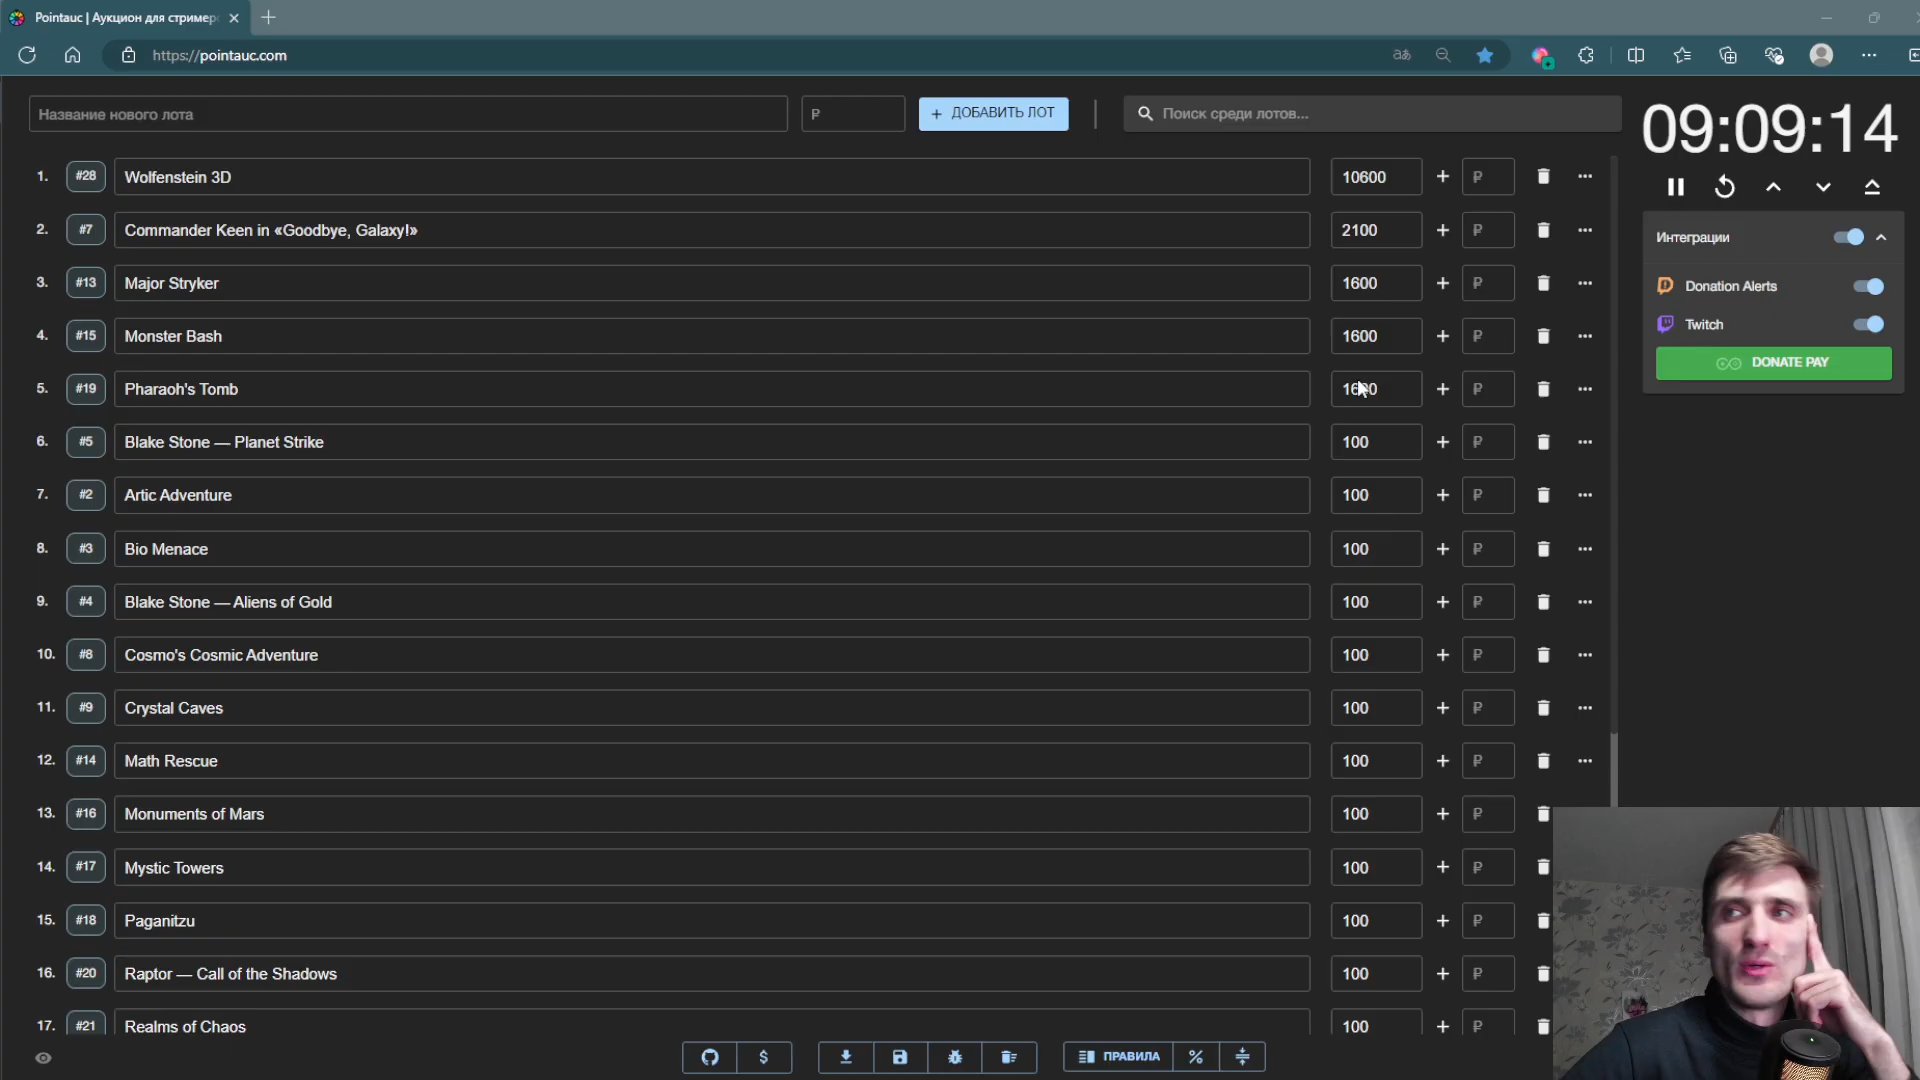 Pointauc | Аукцион для стример
https://pointauc.com
Название нового лота
₽
+ ДОБАВИТЬ ЛОТ
Поиск среди лотов...
09:09:14
Интеграции
Donation Alerts
Twitch
DONATE PAY
1. #28 Wolfenstein 3D 10600 + ₽
2. #7 Commander Keen in «Goodbye, Galaxy!» 2100 + ₽
3. #13 Major Stryker 1600 + ₽
4. #15 Monster Bash 1600 + ₽
5. #19 Pharaoh's Tomb + ₽
6. #5 Blake Stone — Planet Strike 100 + ₽
7. #2 Artic Adventure 100 + ₽
8. #3 Bio Menace 100 + ₽
9. #4 Blake Stone — Aliens of Gold 100 + ₽
10. #8 Cosmo's Cosmic Adventure 100 + ₽
11. #9 Crystal Caves 100 + ₽
12. #14 Math Rescue 100 + ₽
13. #16 Monuments of Mars 100 + ₽
14. #17 Mystic Towers 100 + ₽
15. #18 Paganitzu 100 + ₽
16. #20 Raptor — Call of the Shadows 100 + ₽
17. #21 Realms of Chaos 100 + ₽
$
ПРАВИЛА
%